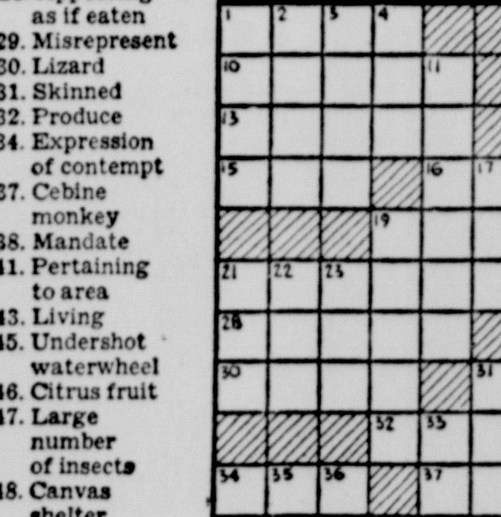 as if eaten
29. Misrepresent
30. Lizard
31. Skinned
32. Produce
34. Expression
of contempt
37. Cebine
monkey
38. Mandate
41. Pertaining
to area
43. Living
45. Undershot
waterwheel
46. Citrus fruit
47. Large
number
of insects
48. Canvas
shelter
1 2 3 4
10 11
13
15 16 17
19
21 22 23
28
30 31
32 33
34 35 36 37